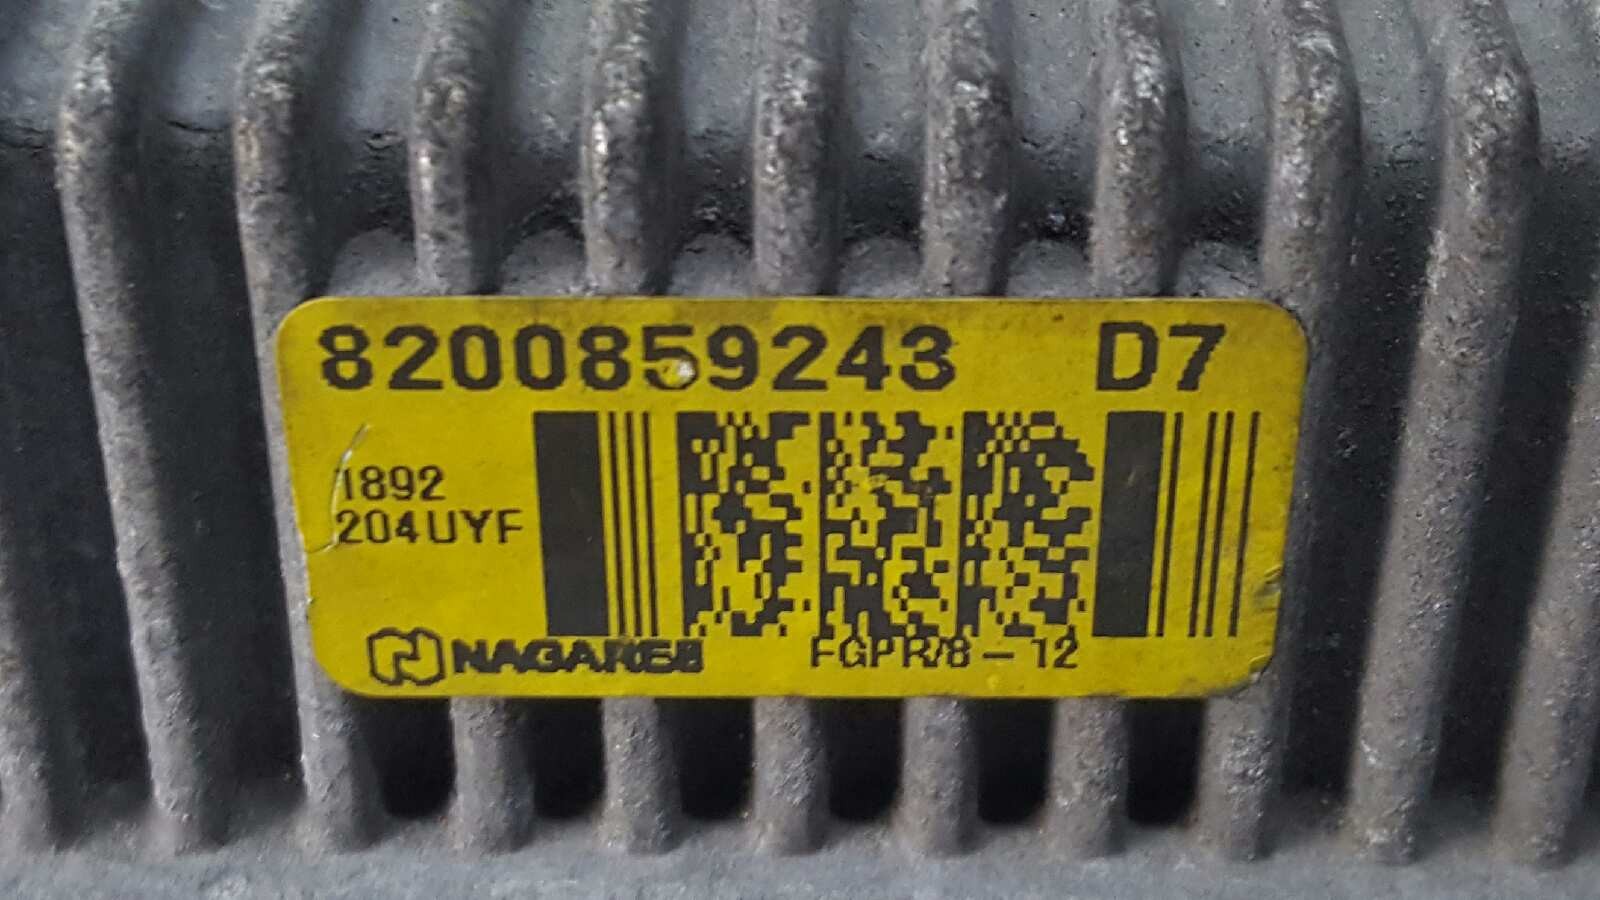 8200859243 D7
1892
204UYF
NAGARES
FGPR/8-12